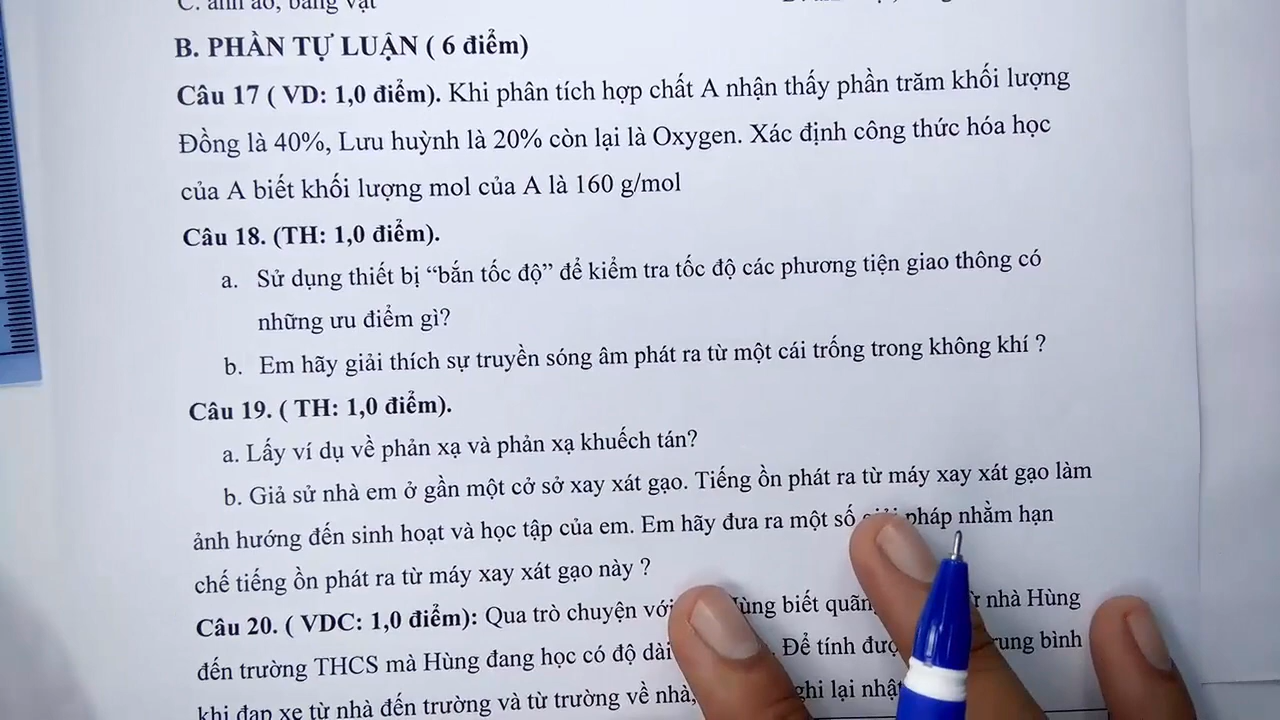 C. ảnh ảo, bằng vật
B. PHẦN TỰ LUẬN ( 6 điểm)
Câu 17 ( VD: 1,0 điểm). Khi phân tích hợp chất A nhận thấy phần trăm khối lượng
Đồng là 40%, Lưu huỳnh là 20% còn lại là Oxygen. Xác định công thức hóa học
của A biết khối lượng mol của A là 160 g/mol
Câu 18. (TH: 1,0 điểm).
a. Sử dụng thiết bị “bắn tốc độ” để kiểm tra tốc độ các phương tiện giao thông có
những ưu điểm gì?
b. Em hãy giải thích sự truyền sóng âm phát ra từ một cái trống trong không khí ?
Câu 19. ( TH: 1,0 điểm).
a. Lấy ví dụ về phản xạ và phản xạ khuếch tán?
b. Giả sử nhà em ở gần một cở sở xay xát gạo. Tiếng ồn phát ra từ máy xay xát gạo làm
ảnh hướng đến sinh hoạt và học tập của em. Em hãy đưa ra một số pháp nhằm hạn
chế tiếng ồn phát ra từ máy xay xát gạo này ?
Câu 20. ( VDC: 1,0 điểm): Qua trò chuyện với biết quãng nhà Hùng
đến trường THCS mà Hùng đang học có độ dài Để tính được bình
khi đạp xe từ nhà đến trường và từ trường về nhà, ghi lại